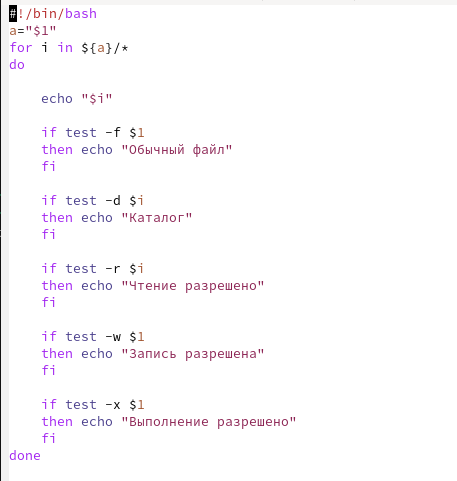 #!/bin/bash
a="$1"
for i in ${a}/*
do
echo "$i"
if test -f $1
then echo "Обычный файл"
fi
if test -d $i
then echo "Каталог"
fi
if test -r $i
then echo "Чтение разрешено"
fi
if test -w $1
then echo "Запись разрешена"
fi
if test -x $1
then echo "Выполнение разрешено"
fi
done